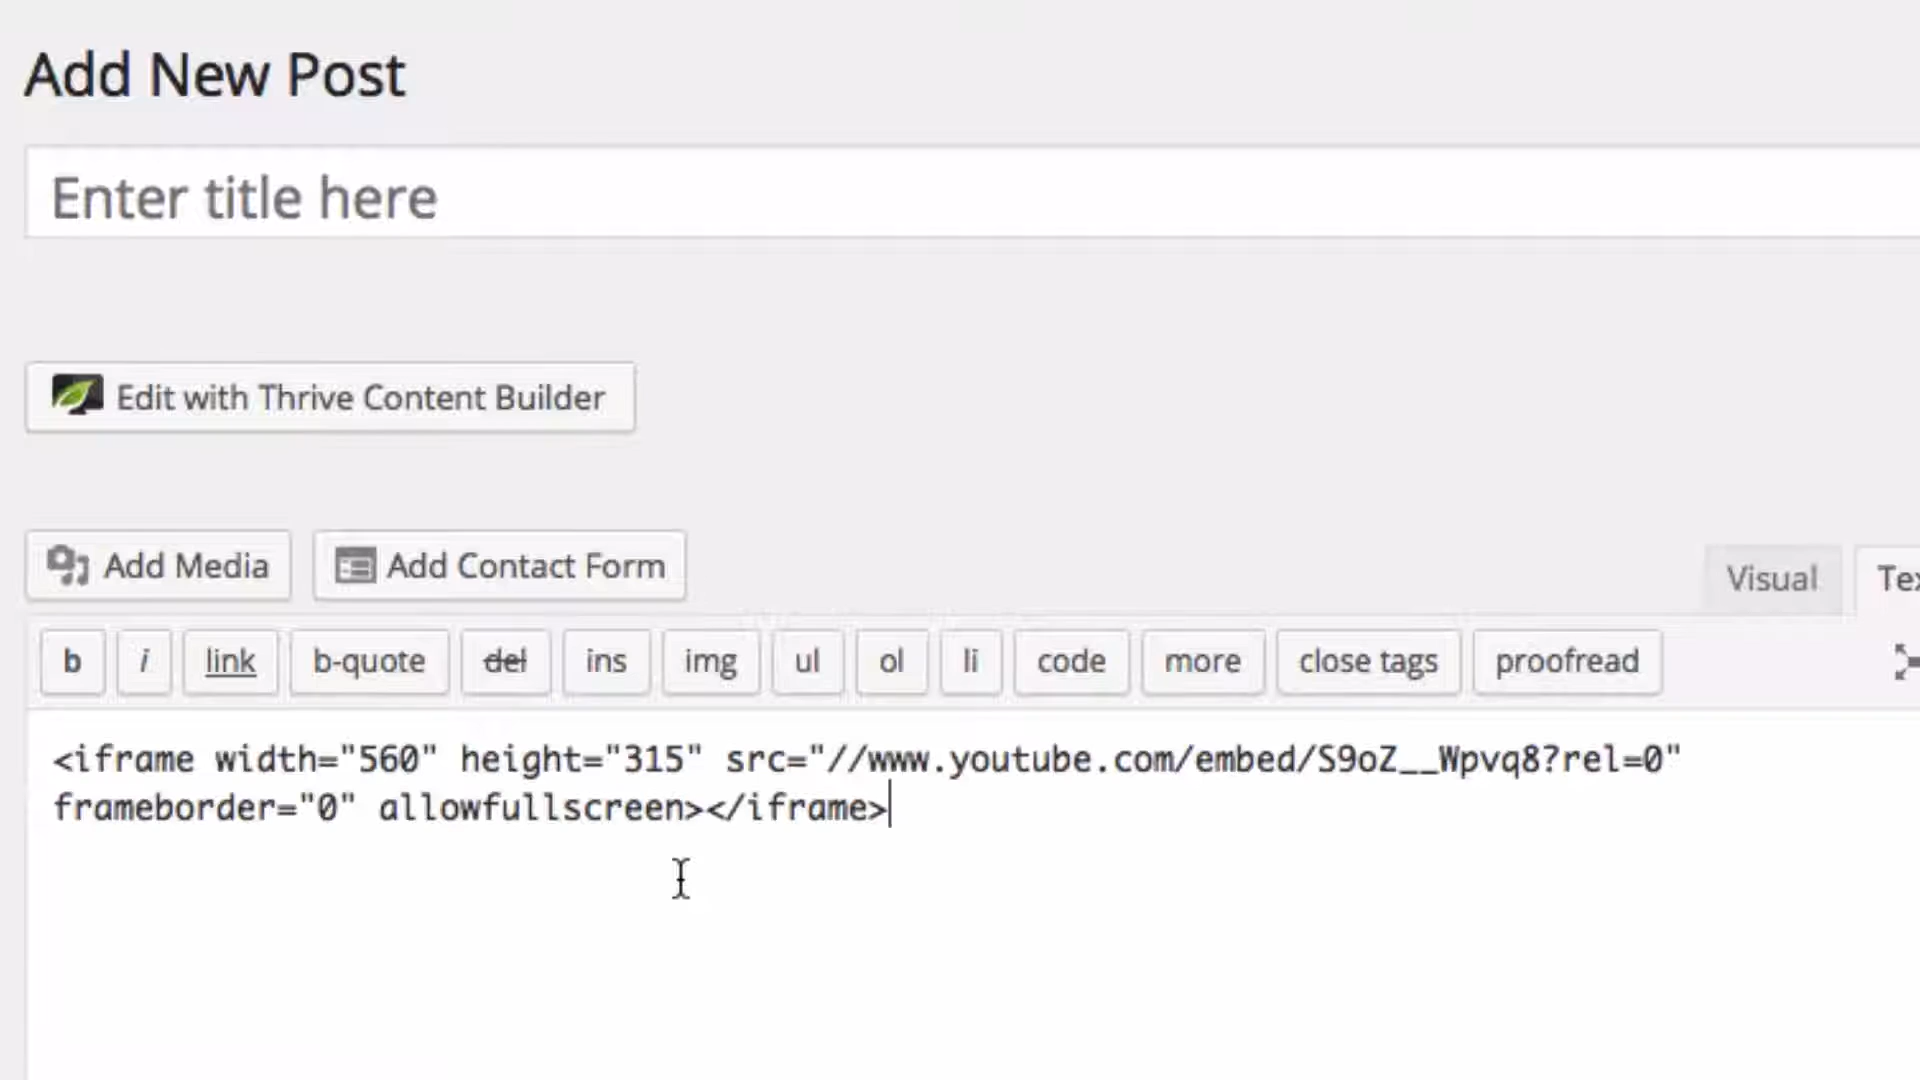 Add New Post
Enter title here
Edit with Thrive Content Builder
Add Media Add Contact Form
Visual
b i link b-quote del ins img ul ol li code more close tags proofread
<iframe width="560" height="315" src="//www.youtube.com/embed/S9oZ__Wpvq8?rel=0"
frameborder="0" allowfullscreen></iframe>